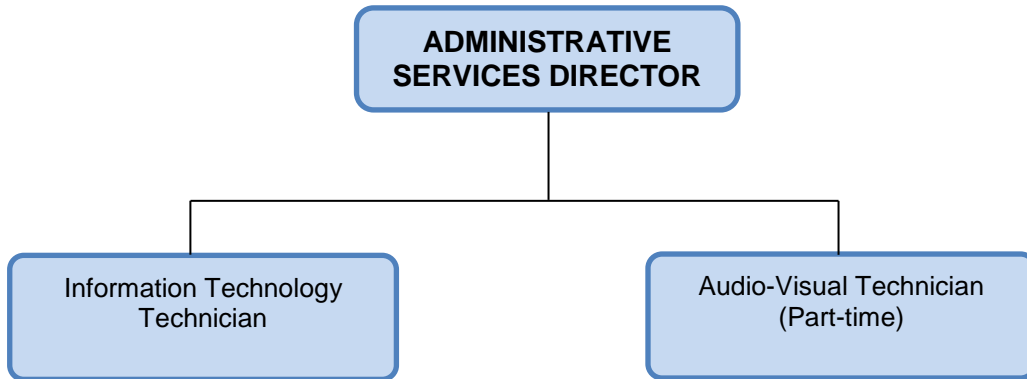 ADMINISTRATIVE
SERVICES DIRECTOR
Information Technology
Technician
Audio-Visual Technician
(Part-time)